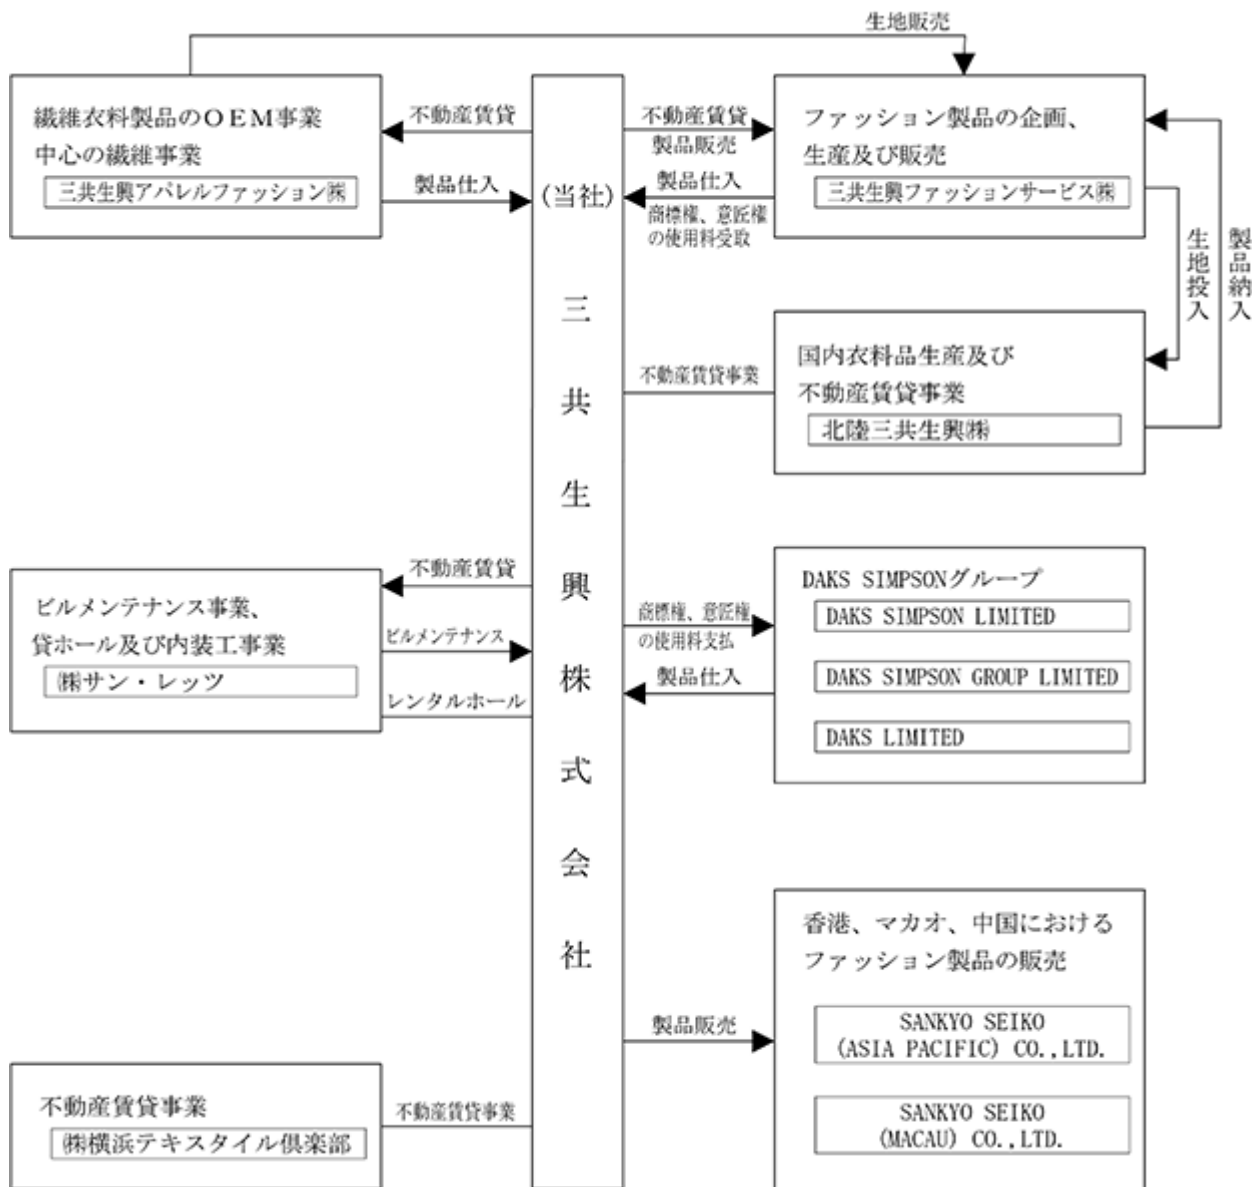 生地販売
繊維衣料製品のOEM事業
中心の繊維事業
三共生興アパレルファッション㈱
不動産賃貸
製品仕入
(当社)
三共生興株式会社
不動産賃貸
製品販売
製品仕入
商標権、意匠権
の使用料受取
ファッション製品の企画、
生産及び販売
三共生興ファッションサービス㈱
生地投入
製品納入
不動産賃貸事業
国内衣料品生産及び
不動産賃貸事業
北陸三共生興㈱
ビルメンテナンス事業、
貸ホール及び内装工事業
㈱サン・レッツ
不動産賃貸
ビルメンテナンス
レンタルホール
商標権、意匠権
の使用料支払
製品仕入
DAKS SIMPSONグループ
DAKS SIMPSON LIMITED
DAKS SIMPSON GROUP LIMITED
DAKS LIMITED
製品販売
香港、マカオ、中国における
ファッション製品の販売
SANKYO SEIKO
(ASIA PACIFIC) CO.,LTD.
SANKYO SEIKO
(MACAU) CO.,LTD.
不動産賃貸事業
㈱横浜テキスタイル倶楽部
不動産賃貸事業